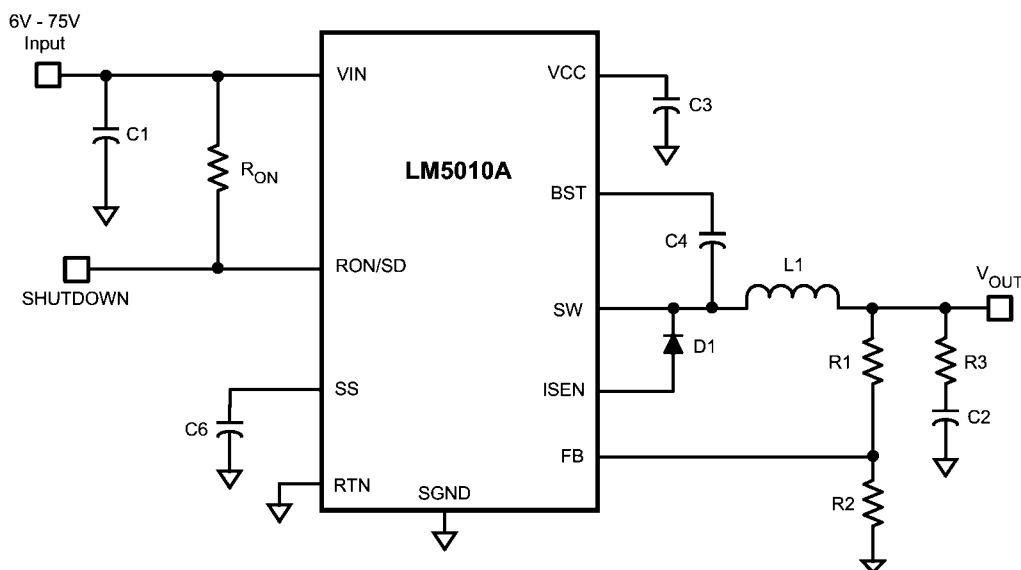 6V - 75V
Input
VIN
VCC
C3
C1
RON
LM5010A
BST
C4
L1
VOUT
RON/SD
SHUTDOWN
SW
D1
R1
R3
SS
ISEN
C2
C6
FB
RTN
SGND
R2